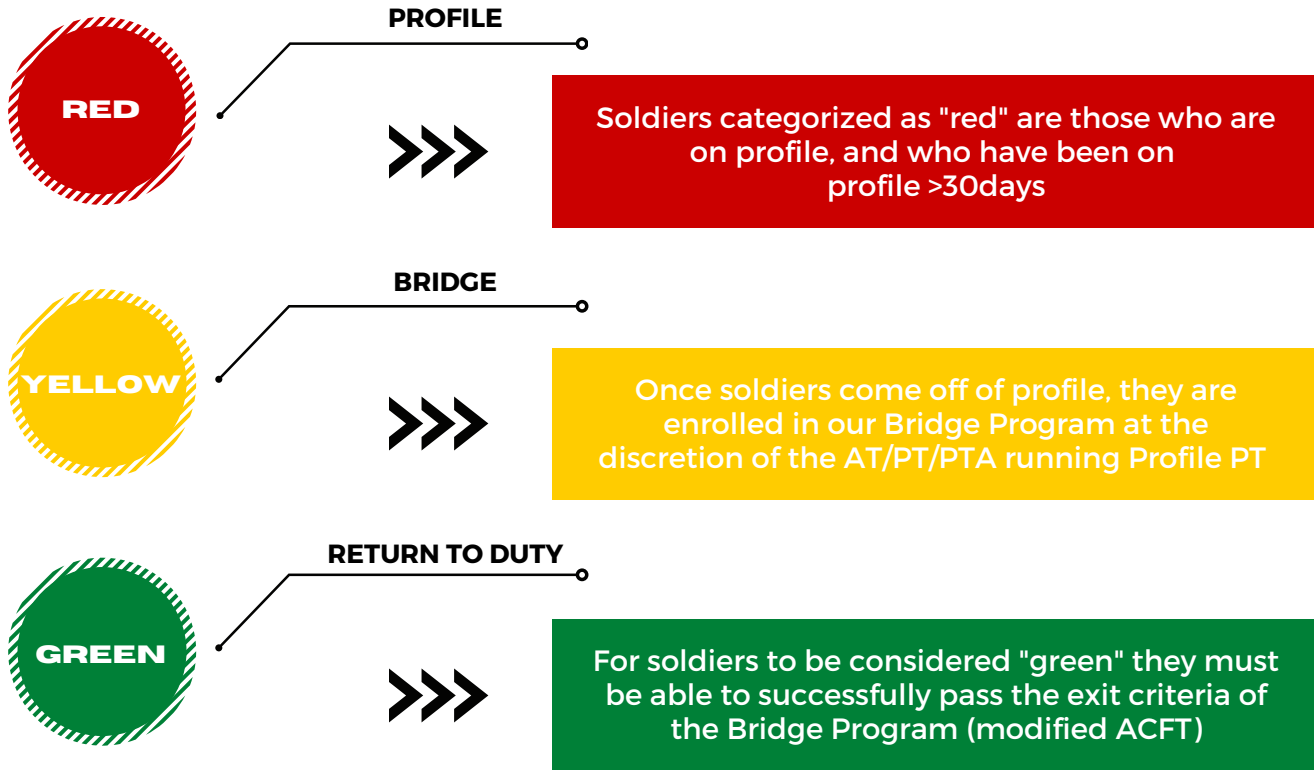 PROFILE
RED
Soldiers categorized as "red" are those who are
on profile, and who have been on
profile >30days
BRIDGE
YELLOW
Once soldiers come off of profile, they are
enrolled in our Bridge Program at the
discretion of the AT/PT/PTA running Profile PT
RETURN TO DUTY
GREEN
For soldiers to be considered "green" they must
be able to successfully pass the exit criteria of
the Bridge Program (modified ACFT)